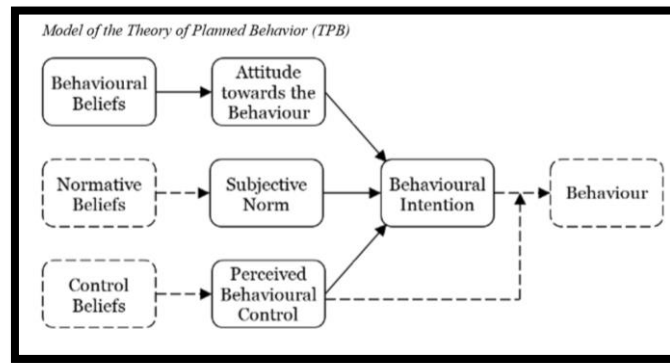 Model of the Theory of Planned Behavior (TPB)
Behavioural
Beliefs
Attitude
towards the
Behaviour
Normative
Beliefs
Subjective
Norm
Behavioural
Intention
Behaviour
Control
Beliefs
Perceived
Behavioural
Control